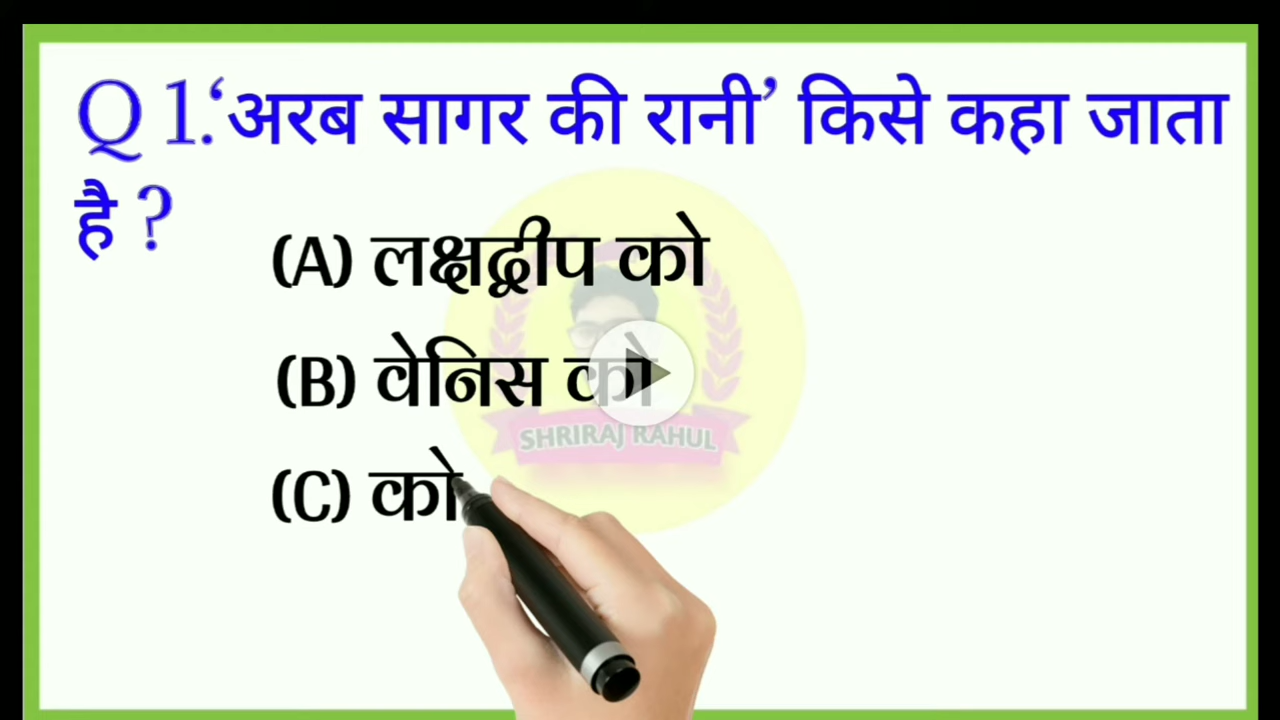 Q 1.‘अरब सागर की रानी’ किसे कहा जाता
है ?
(A) लक्षद्वीप को
(B) वेनिस को
(C) को
SHRIRAJ RAHUL